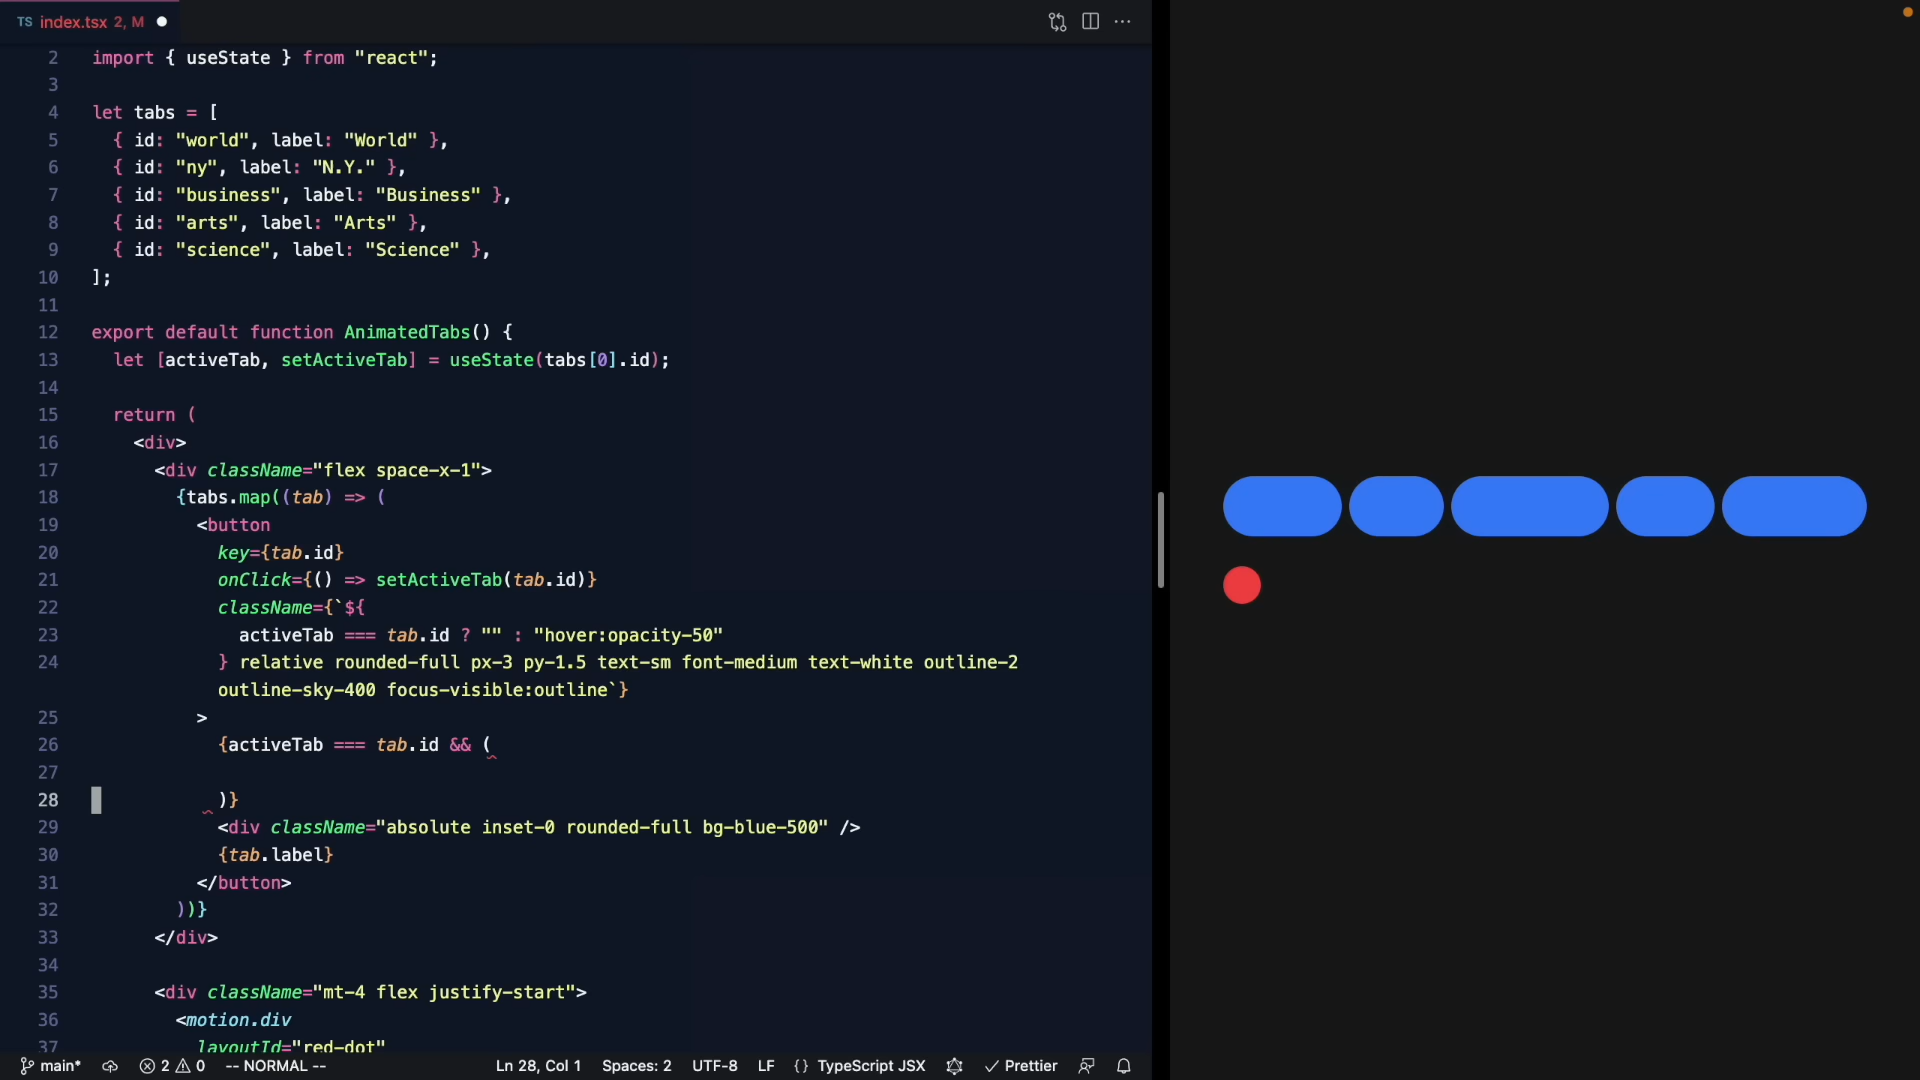 TS index.tsx 2, M
2 import { useState } from "react";
3
4 let tabs = [
5 { id: "world", label: "World" },
6 { id: "ny", label: "N.Y." },
7 { id: "business", label: "Business" },
8 { id: "arts", label: "Arts" },
9 { id: "science", label: "Science" },
10 ];
11
12 export default function AnimatedTabs() {
13 let [activeTab, setActiveTab] = useState(tabs[0].id);
14
15 return (
16 <div>
17 <div className="flex space-x-1">
18 {tabs.map((tab) => (
19 <button
20 key={tab.id}
21 onClick={() => setActiveTab(tab.id)}
22 className={`${
23 activeTab === tab.id ? "" : "hover:opacity-50"
24 } relative rounded-full px-3 py-1.5 text-sm font-medium text-white outline-2
outline-sky-400 focus-visible:outline`}
25 >
26 {activeTab === tab.id && (
27
28 )}
29 <div className="absolute inset-0 rounded-full bg-blue-500" />
30 {tab.label}
31 </button>
32 ))}
33 </div>
34
35 <div className="mt-4 flex justify-start">
36 <motion.div
37 layoutId="red-dot"
main* 2 0 -- NORMAL -- Ln 28, Col 1 Spaces: 2 UTF-8 LF {} TypeScript JSX Prettier